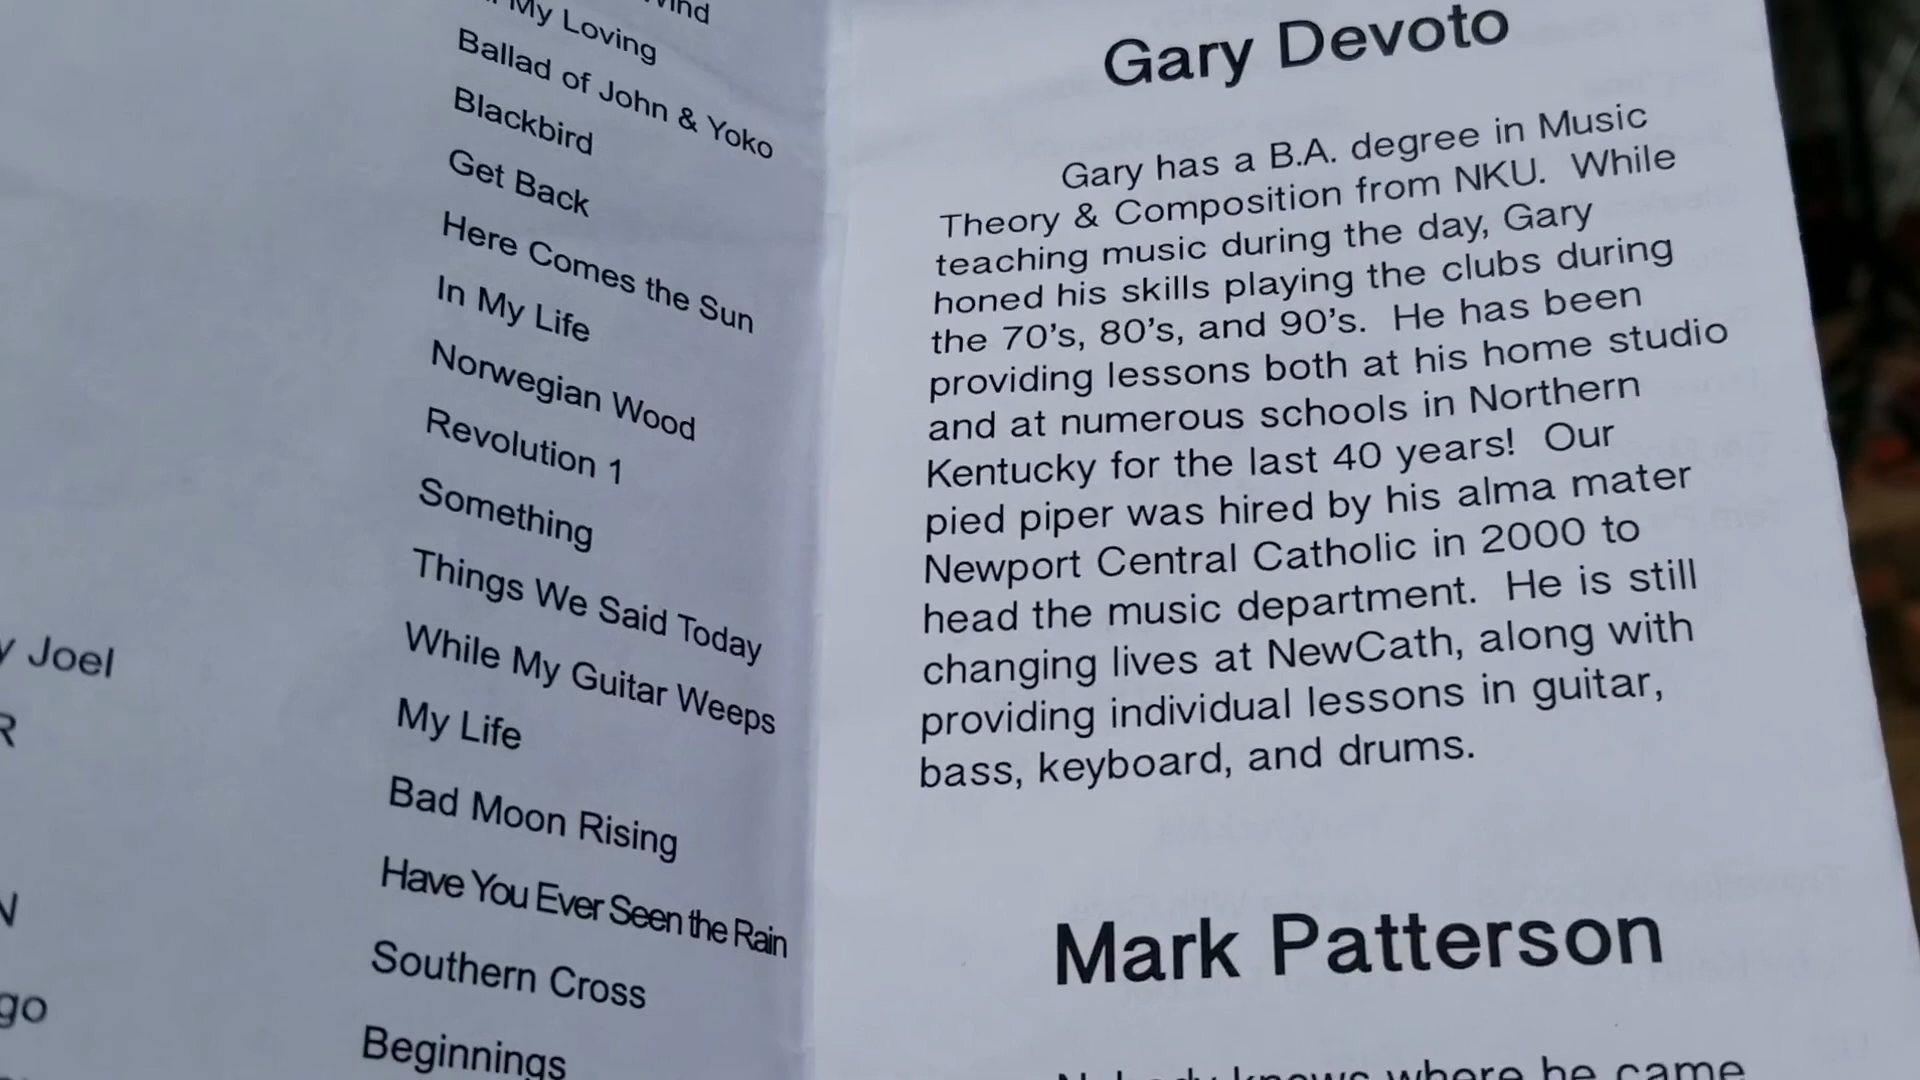 My Loving
Ballad of John & Yoko
Blackbird
Get Back
Here Comes the Sun
In My Life
Norwegian Wood
Revolution 1
Something
Things We Said Today
While My Guitar Weeps
My Life
Bad Moon Rising
Have You Ever Seen the Rain
Southern Cross
Beginnings
Joel
Gary Devoto
Gary has a B.A. degree in Music
Theory & Composition from NKU. While
teaching music during the day, Gary
honed his skills playing the clubs during
the 70's, 80's, and 90's. He has been
providing lessons both at his home studio
and at numerous schools in Northern
Kentucky for the last 40 years! Our
pied piper was hired by his alma mater
Newport Central Catholic in 2000 to
head the music department. He is still
changing lives at NewCath, along with
providing individual lessons in guitar,
bass, keyboard, and drums.
Mark Patterson
Nobody knows where he came